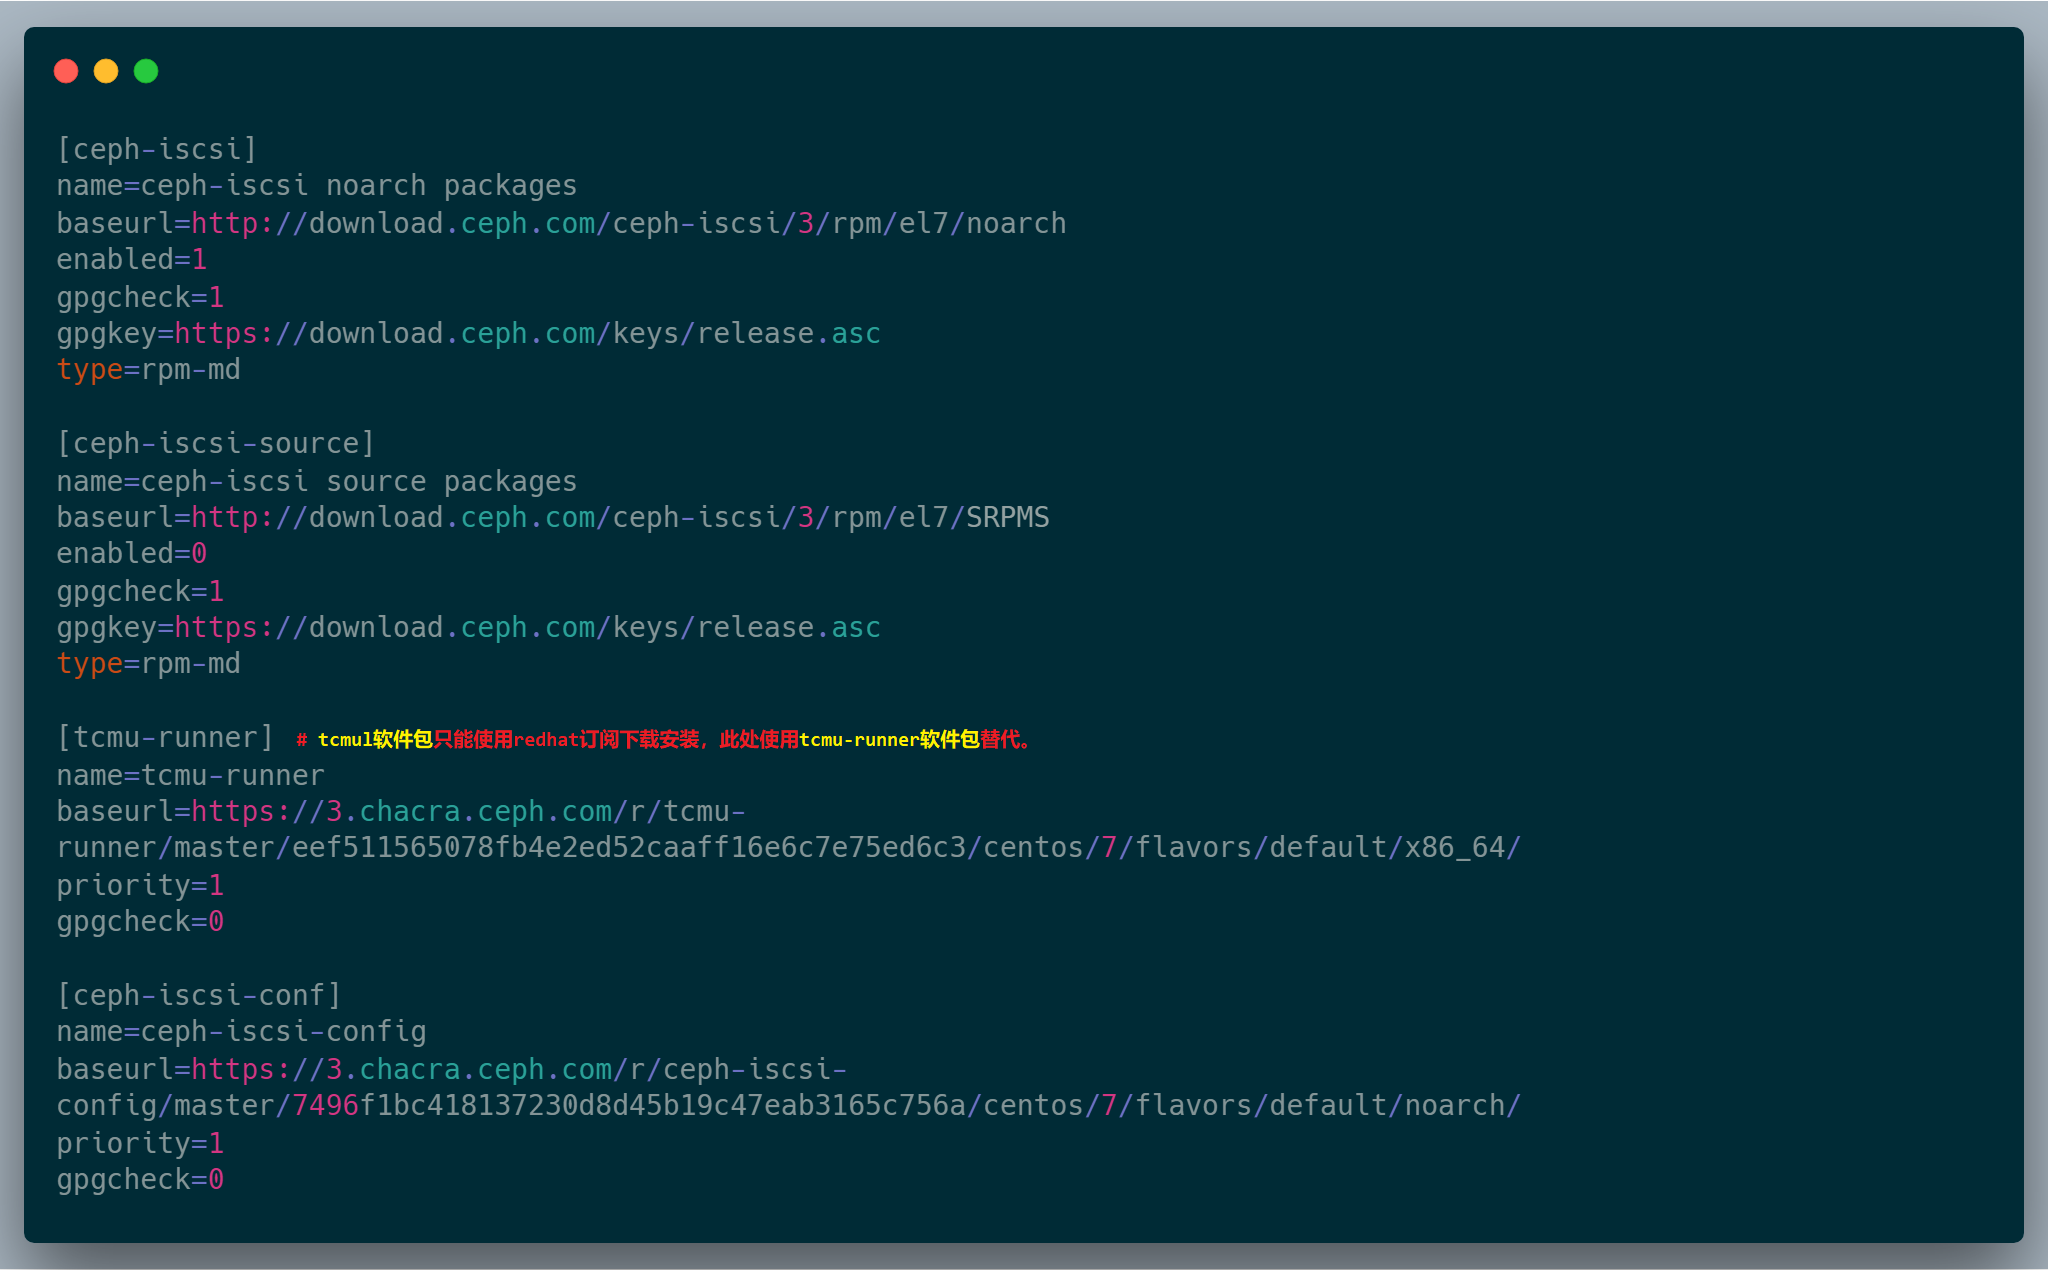 [ceph-iscsi]
name=ceph-iscsi noarch packages
baseurl=http://download.ceph.com/ceph-iscsi/3/rpm/el7/noarch
enabled=1
gpgcheck=1
gpgkey=https://download.ceph.com/keys/release.asc
type=rpm-md
[ceph-iscsi-source]
name=ceph-iscsi source packages
baseurl=http://download.ceph.com/ceph-iscsi/3/rpm/el7/SRPMS
enabled=0
gpgcheck=1
gpgkey=https://download.ceph.com/keys/release.asc
type=rpm-md
[tcmu-runner] # tcmul软件包只能使用redhat订阅下载安装，此处使用tcmu-runner软件包替代。
name=tcmu-runner
baseurl=https://3.chacra.ceph.com/r/tcmu-
runner/master/eef511565078fb4e2ed52caaff16e6c7e75ed6c3/centos/7/flavors/default/x86_64/
priority=1
gpgcheck=0
[ceph-iscsi-conf]
name=ceph-iscsi-config
baseurl=https://3.chacra.ceph.com/r/ceph-iscsi-
config/master/7496f1bc418137230d8d45b19c47eab3165c756a/centos/7/flavors/default/noarch/
priority=1
gpgcheck=0